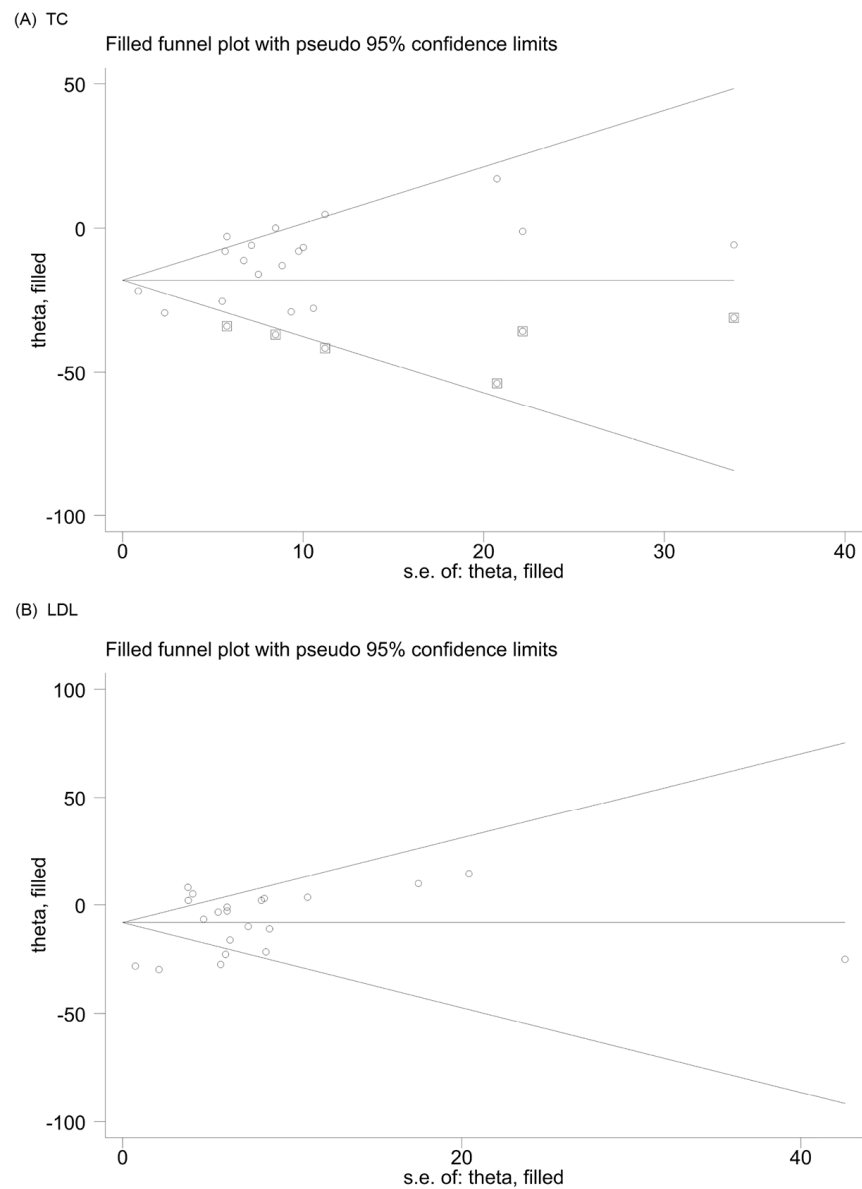 (A) TC
Filled funnel plot with pseudo 95% confidence limits
50
0
-50
-100
theta, filled
0 10 20 30 40
s.e. of: theta, filled
(B) LDL
Filled funnel plot with pseudo 95% confidence limits
100
50
0
-50
-100
theta, filled
0 20 40
s.e. of: theta, filled